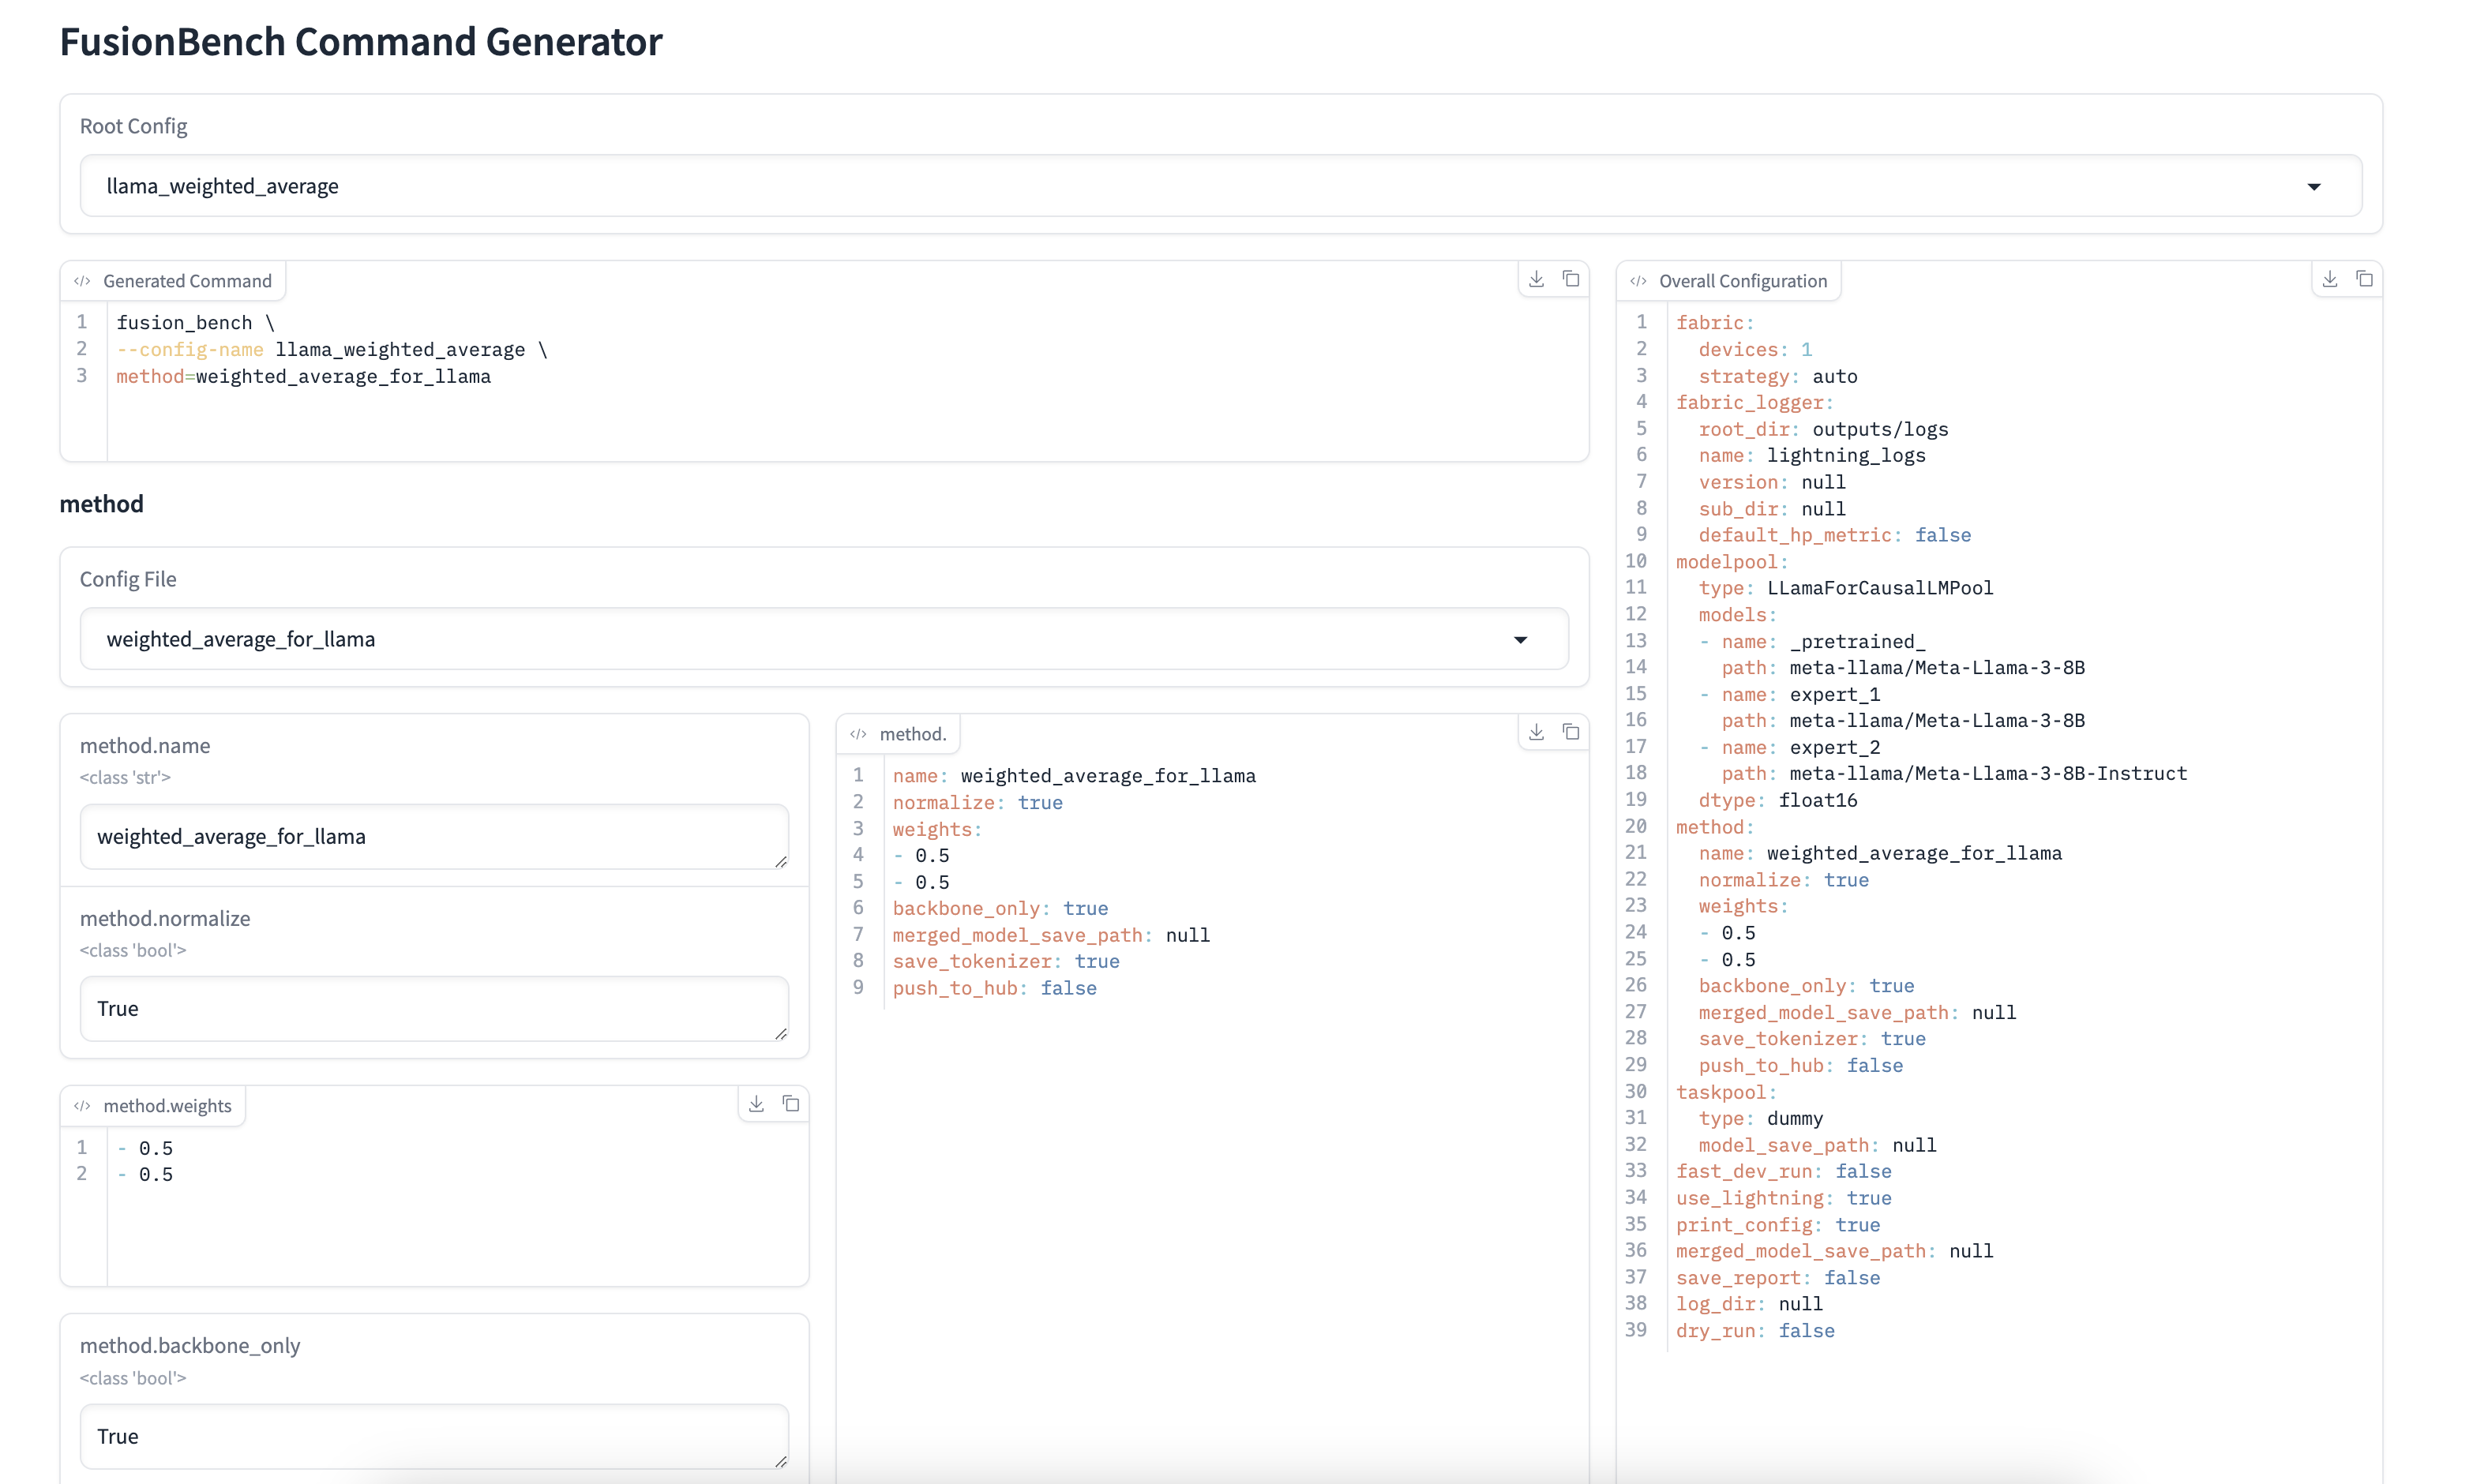 FusionBench Command Generator
Root Config
llama_weighted_average
Generated Command
1 fusion_bench \
2 --config-name llama_weighted_average \
3 method=weighted_average_for_llama
method
Config File
weighted_average_for_llama
method.name
<class 'str'>
weighted_average_for_llama
method.normalize
<class 'bool'>
True
method.weights
1 - 0.5
2 - 0.5
method.backbone_only
<class 'bool'>
True
method.
1 name: weighted_average_for_llama
2 normalize: true
3 weights:
4 - 0.5
5 - 0.5
6 backbone_only: true
7 merged_model_save_path: null
8 save_tokenizer: true
9 push_to_hub: false
Overall Configuration
1 fabric:
2   devices: 1
3   strategy: auto
4 fabric_logger:
5   root_dir: outputs/logs
6   name: lightning_logs
7   version: null
8   sub_dir: null
9   default_hp_metric: false
10 modelpool:
11   type: LLamaForCausalLMPool
12   models:
13   - name: _pretrained_
14     path: meta-llama/Meta-Llama-3-8B
15   - name: expert_1
16     path: meta-llama/Meta-Llama-3-8B
17   - name: expert_2
18     path: meta-llama/Meta-Llama-3-8B-Instruct
19   dtype: float16
20 method:
21   name: weighted_average_for_llama
22   normalize: true
23   weights:
24   - 0.5
25   - 0.5
26   backbone_only: true
27   merged_model_save_path: null
28   save_tokenizer: true
29   push_to_hub: false
30 taskpool:
31   type: dummy
32   model_save_path: null
33 fast_dev_run: false
34 use_lightning: true
35 print_config: true
36 merged_model_save_path: null
37 save_report: false
38 log_dir: null
39 dry_run: false